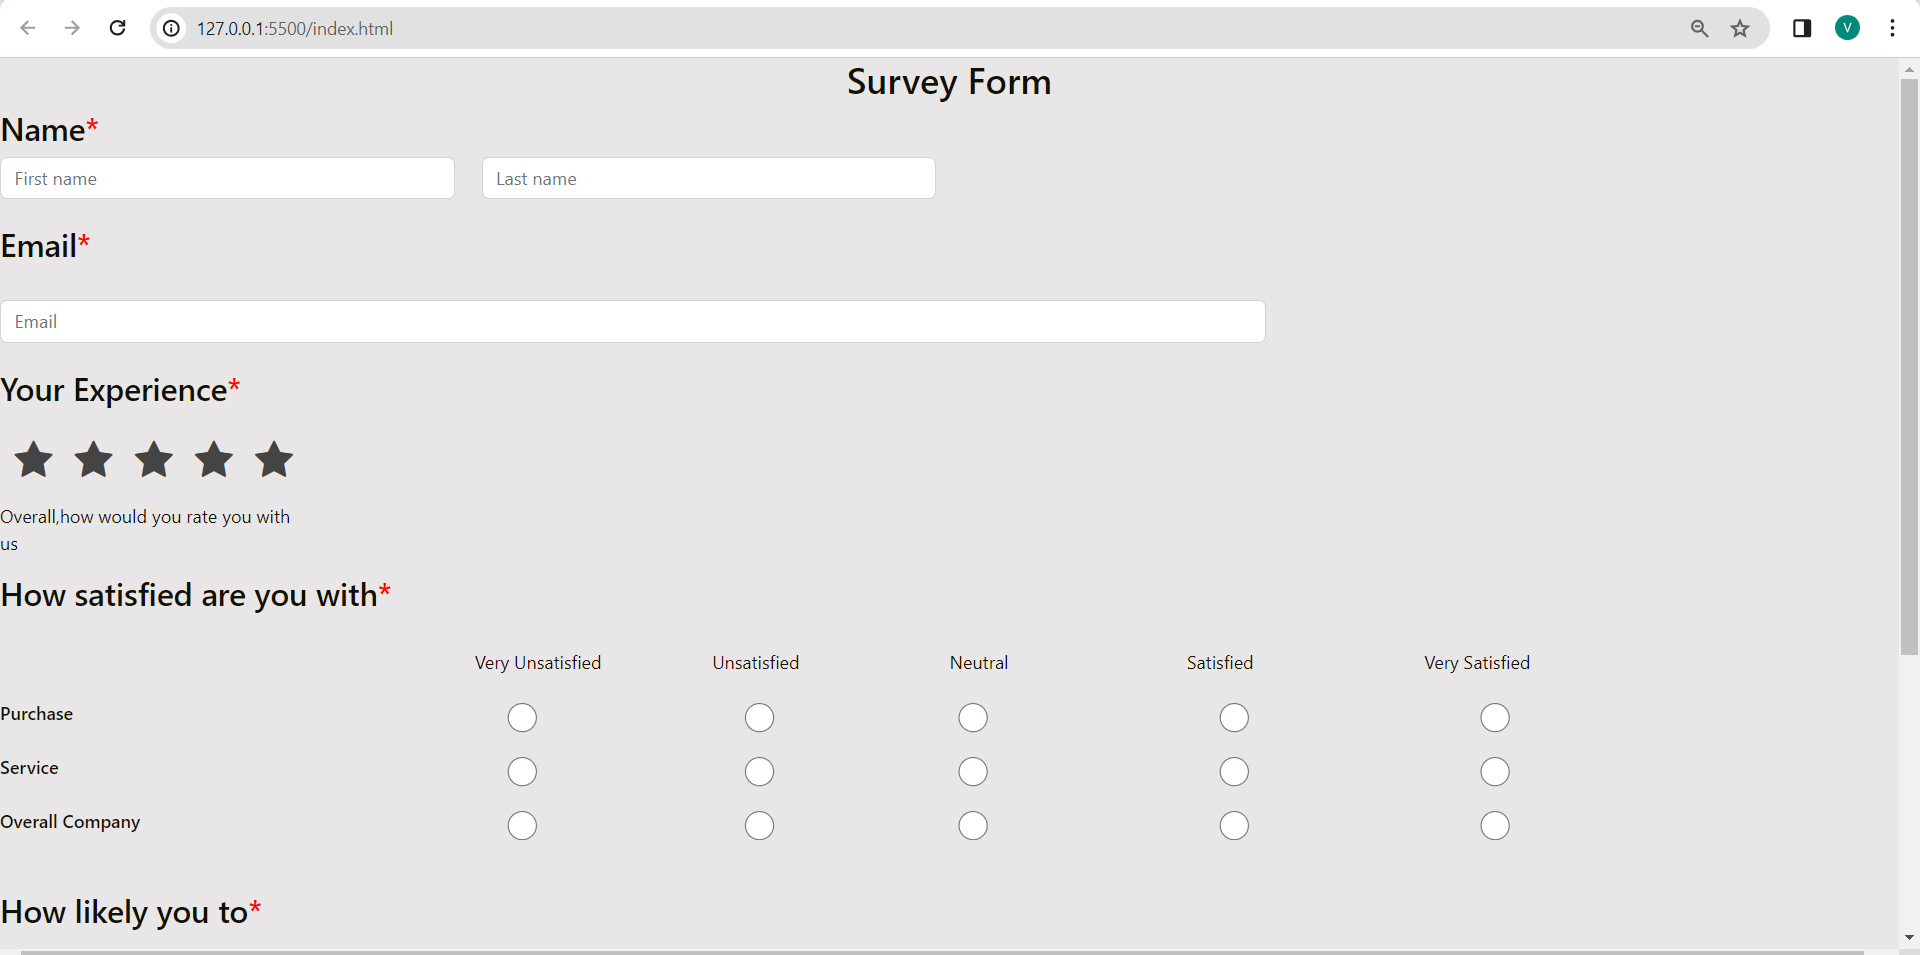 127.0.0.1:5500/index.html
V
Survey Form
Name*
First name
Last name
Email*
Email
Your Experience*
Overall,how would you rate you with
us
How satisfied are you with*
Very Unsatisfied
Unsatisfied
Neutral
Satisfied
Very Satisfied
Purchase
Service
Overall Company
How likely you to*